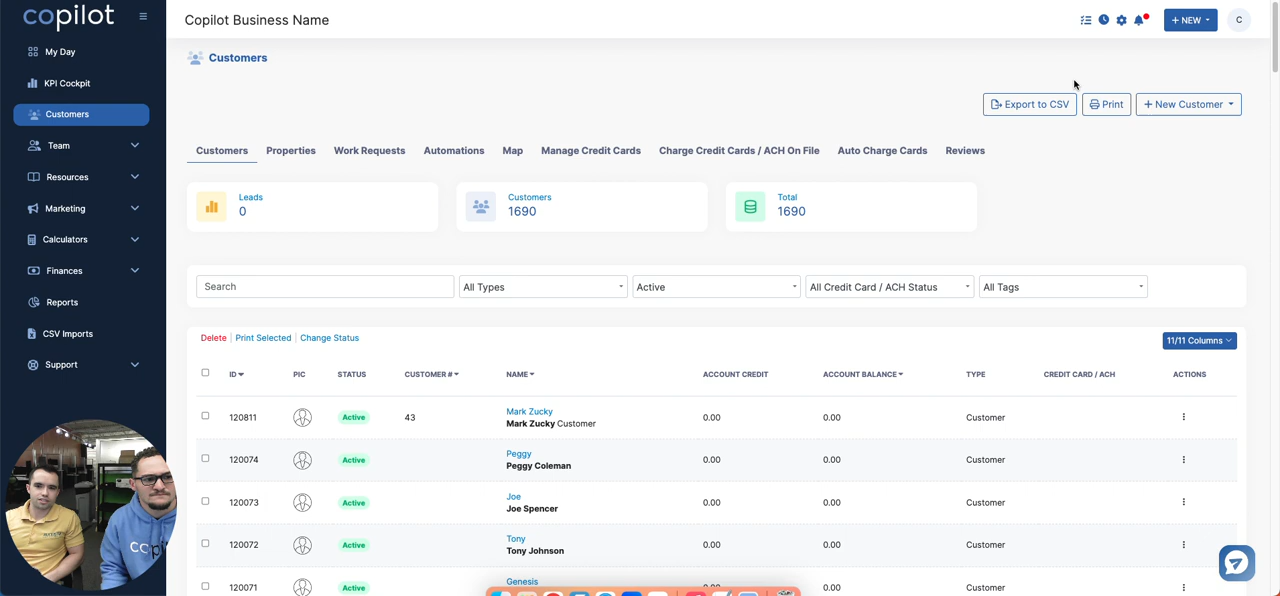 copilot
Copilot Business Name
+ NEW
C
My Day
KPI Cockpit
Customers
Team
Resources
Marketing
Calculators
Finances
Reports
CSV Imports
Support
Customers
Export to CSV
Print
+ New Customer
Customers Properties Work Requests Automations Map Manage Credit Cards Charge Credit Cards / ACH On File Auto Charge Cards Reviews
Leads
0
Customers
1690
Total
1690
Search All Types Active All Credit Card / ACH Status All Tags
Delete | Print Selected | Change Status
11/11 Columns
ID PIC STATUS CUSTOMER # NAME ACCOUNT CREDIT ACCOUNT BALANCE TYPE CREDIT CARD / ACH ACTIONS
120811 Active 43 Mark Zucky 0.00 0.00 Customer
Mark Zucky Customer
120074 Active Peggy 0.00 0.00 Customer
Peggy Coleman
120073 Active Joe 0.00 0.00 Customer
Joe Spencer
120072 Active Tony 0.00 0.00 Customer
Tony Johnson
120071 Active Genesis 0.00 0.00 Customer